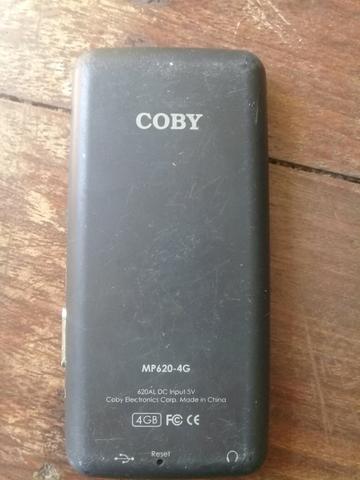 COBY
MP620-4G
620AL DC Input 5V
Coby Electronics Corp. Made in China
4GB FC CE
Reset